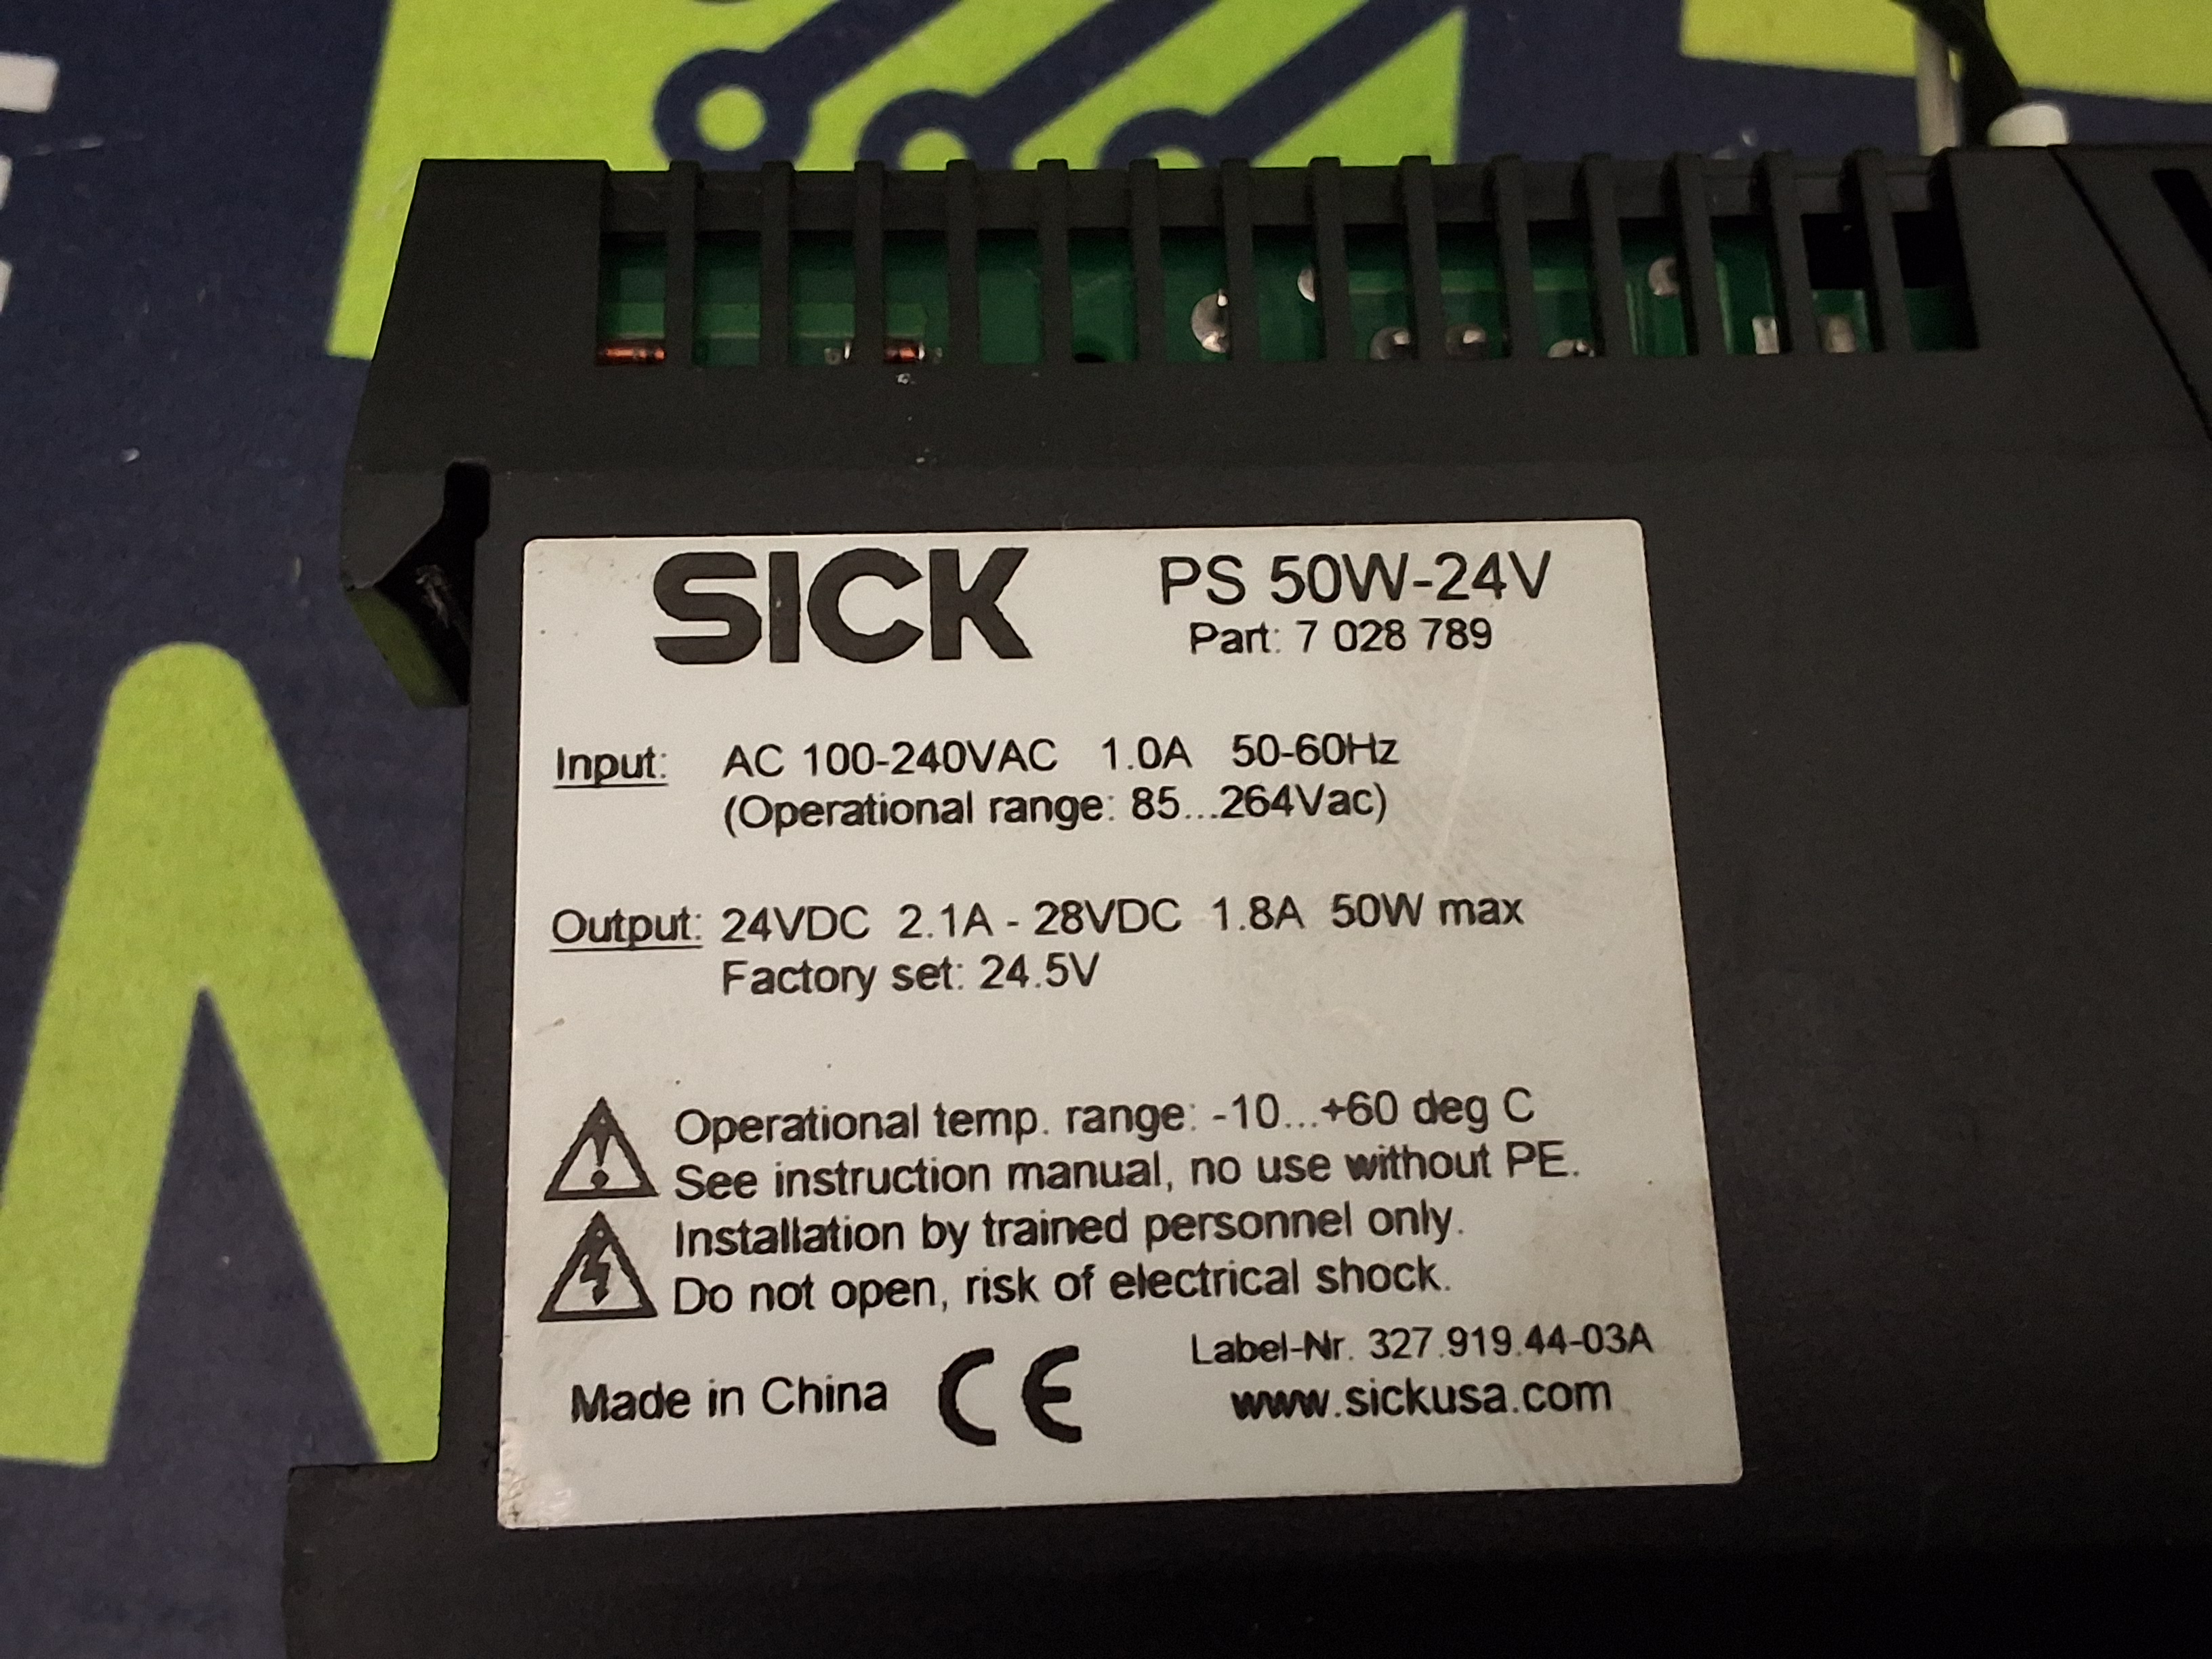 SICK
PS 50W-24V
Part: 7 028 789
Input: AC 100-240VAC 1.0A 50-60Hz
(Operational range: 85...264Vac)
Output: 24VDC 2.1A - 28VDC 1.8A 50W max
Factory set: 24.5V
Operational temp. range: -10...+60 deg C
See instruction manual, no use without PE.
Installation by trained personnel only.
Do not open, risk of electrical shock.
Label-Nr. 327.919.44-03A
Made in China CE www.sickusa.com